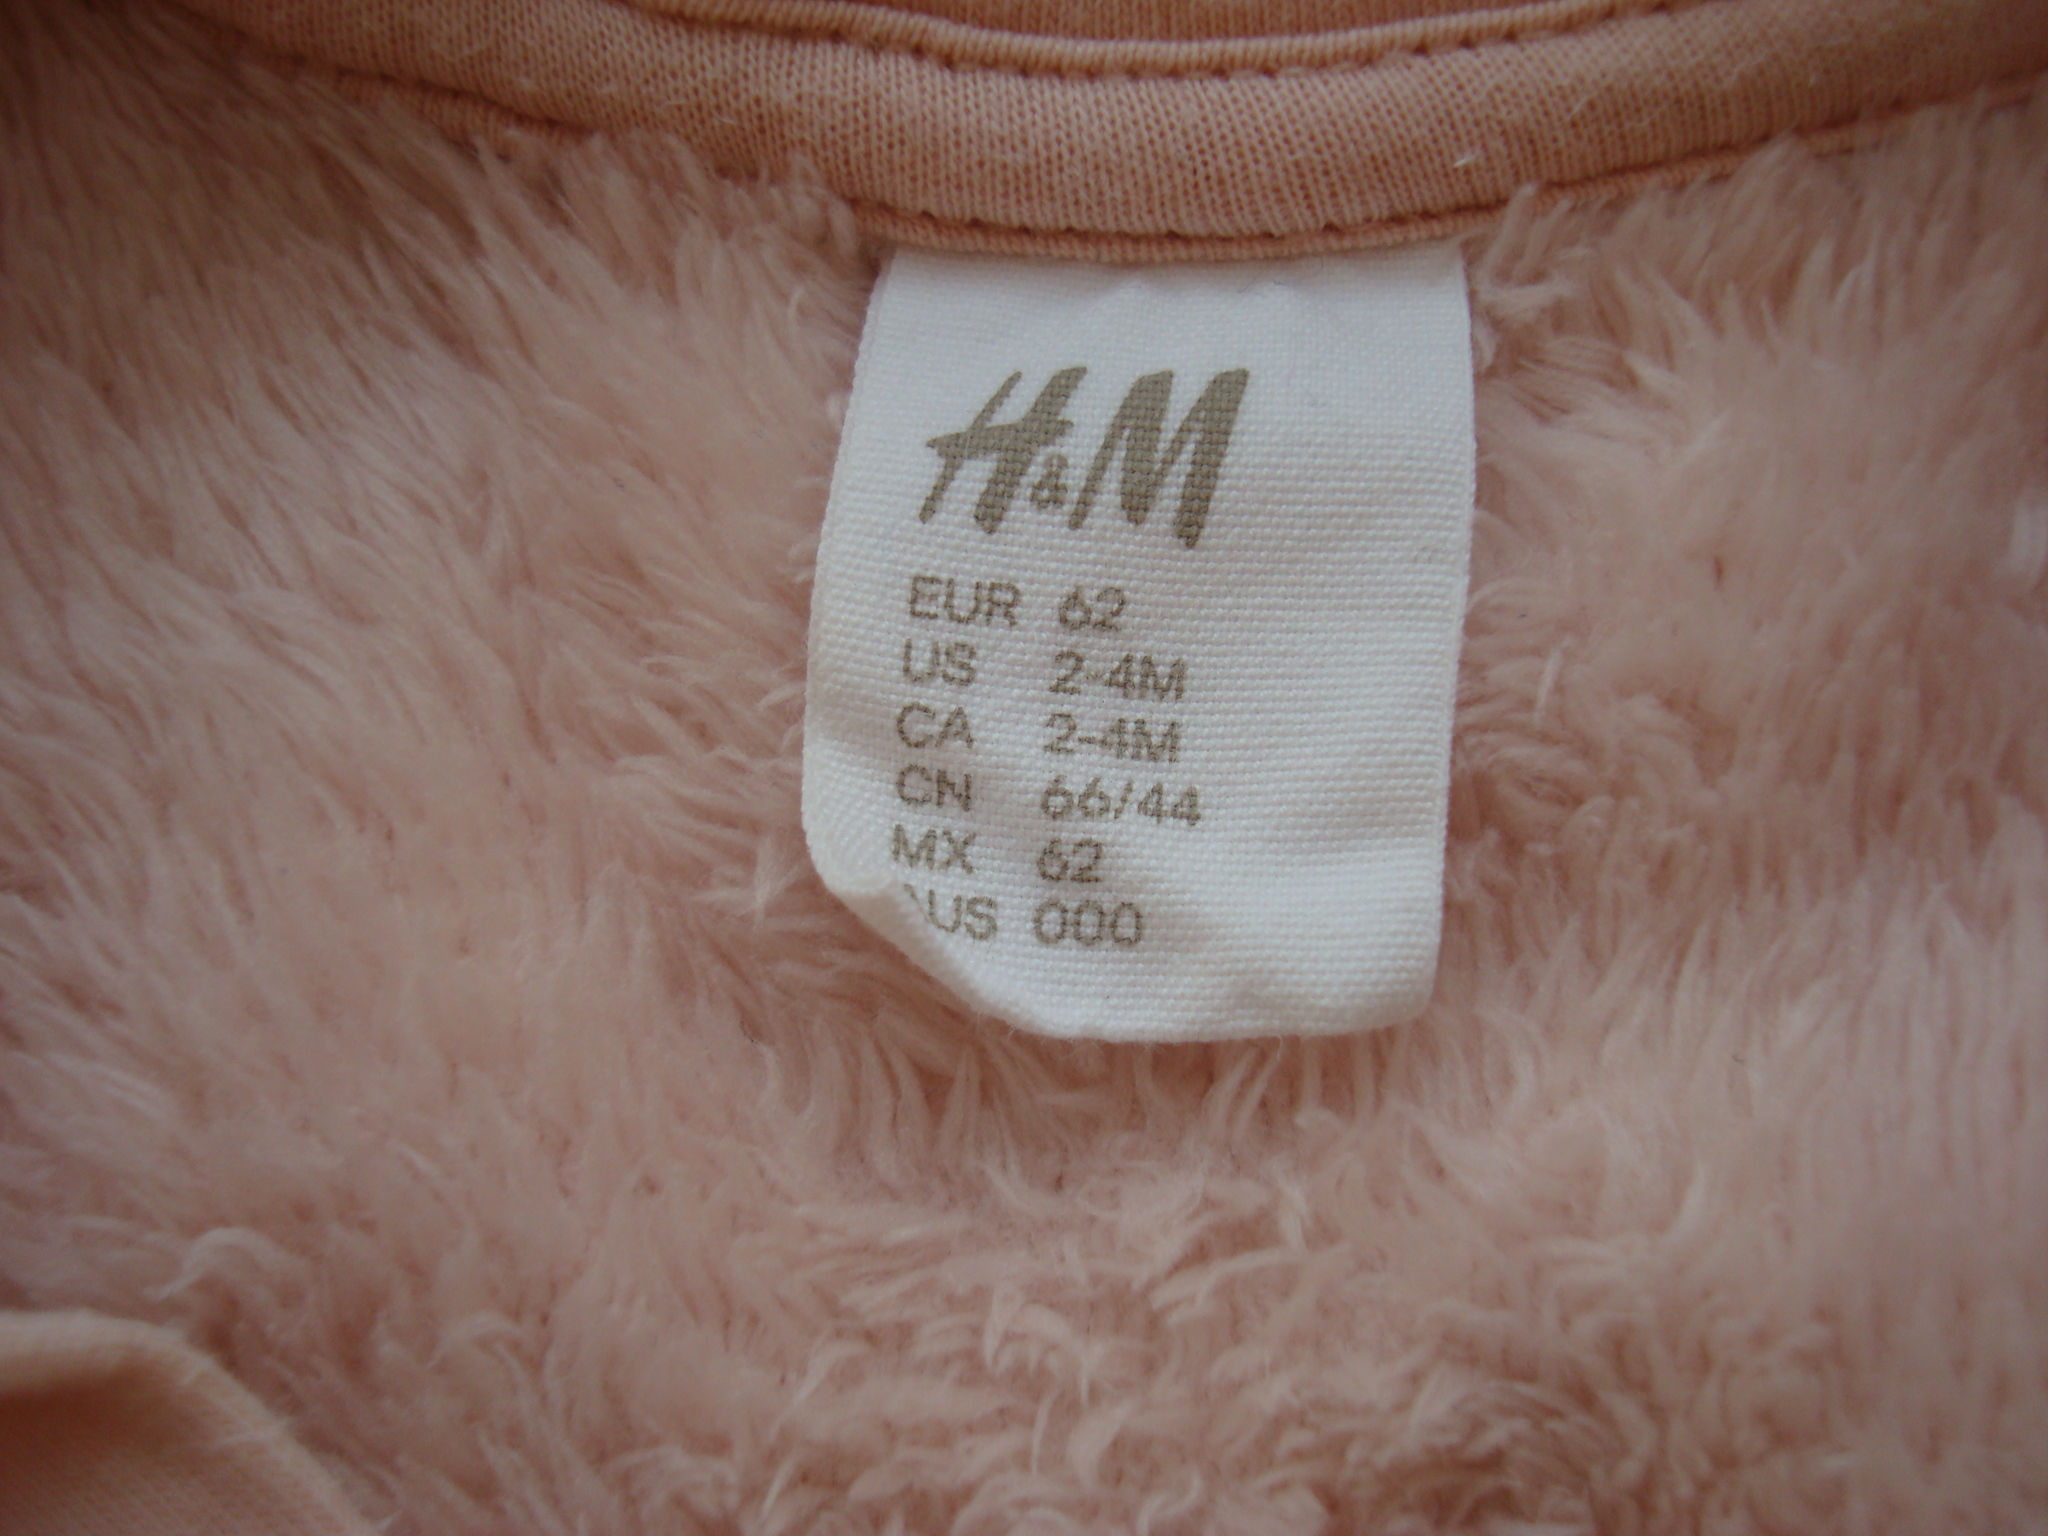 H&M
EUR 62
US 2-4M
CA 2-4M
CN 66/44
MX 62
AUS 000